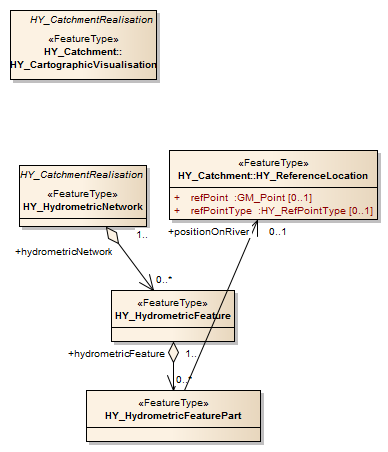 HY_CatchmentRealisation
«FeatureType»
HY_Catchment::
HY_CartographicVisualisation
HY_CatchmentRealisation
«FeatureType»
HY_HydrometricNetwork
«FeatureType»
HY_Catchment::HY_ReferenceLocation
+ refPoint :GM_Point [0..1]
+ refPointType :HY_RefPointType [0..1]
1..
+positionOnRiver
0..1
+hydrometricNetwork
0..*
«FeatureType»
HY_HydrometricFeature
+hydrometricFeature
1..
0..*
«FeatureType»
HY_HydrometricFeaturePart